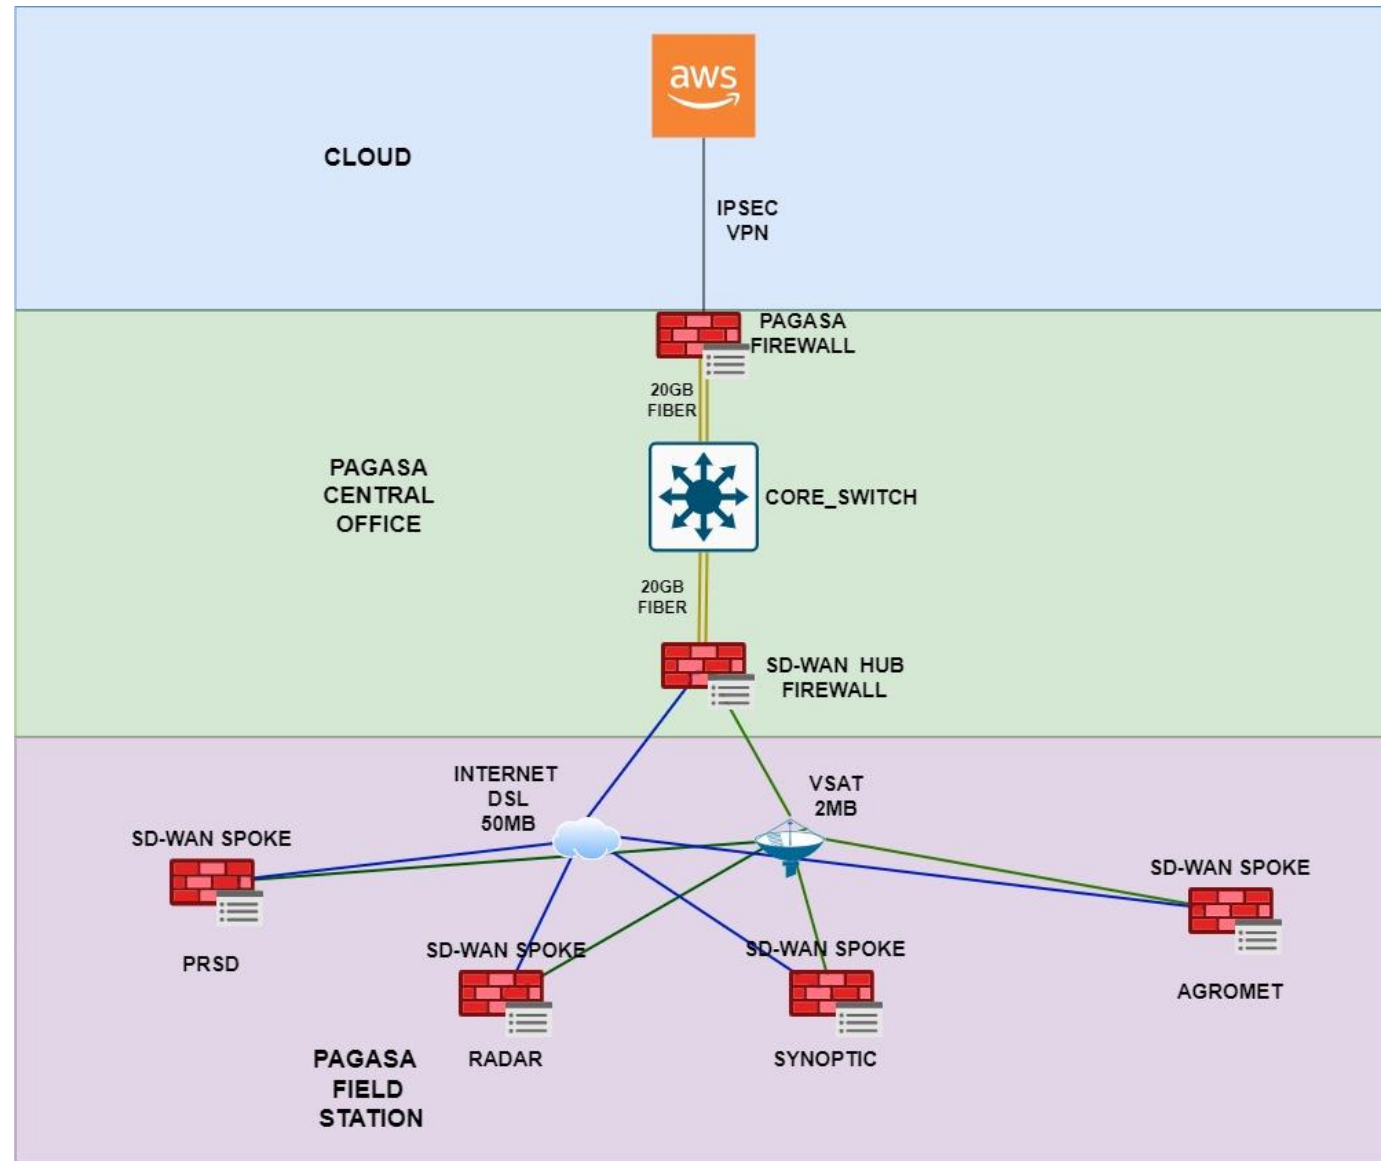 aws
CLOUD
IPSEC
VPN
PAGASA
FIREWALL
20GB
FIBER
PAGASA
CENTRAL
OFFICE
CORE_SWITCH
20GB
FIBER
SD-WAN HUB
FIREWALL
INTERNET
DSL
50MB
VSAT
2MB
SD-WAN SPOKE
PRSD
SD-WAN SPOKE
RADAR
SD-WAN SPOKE
SYNOPTIC
SD-WAN SPOKE
AGROMET
PAGASA
FIELD
STATION